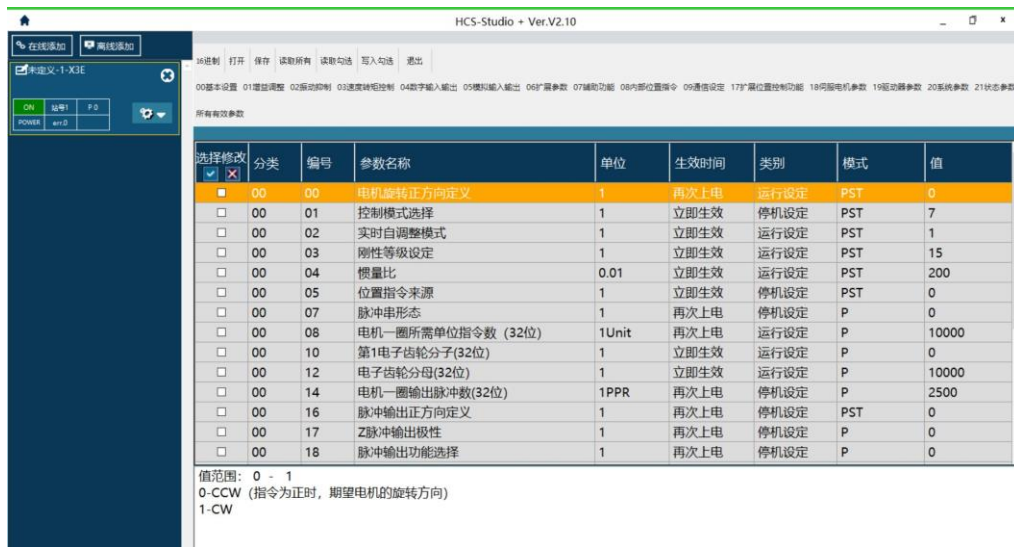 HCS-Studio + Ver.V2.10
在线添加 离线添加
未定义-1-X3E
ON 站号1 P 0
POWER err.0
16进制 打开 保存 读取所有 读取勾选 写入勾选 退出
00基本设置 01增益调整 02振动抑制 03速度转矩控制 04数字输入输出 05模拟输入输出 06扩展参数 07辅助功能 08内部位置指令 09通信设定 17扩展位置控制功能 18伺服电机参数 19驱动器参数 20系统参数 21状态参数
所有有效参数
选择修改 分类 编号 参数名称 单位 生效时间 类别 模式 值
00 00 电机旋转正方向定义 1 再次上电 运行设定 PST 0
00 01 控制模式选择 1 立即生效 停机设定 PST 7
00 02 实时自调整模式 1 立即生效 运行设定 PST 1
00 03 刚性等级设定 1 立即生效 运行设定 PST 15
00 04 惯量比 0.01 立即生效 运行设定 PST 200
00 05 位置指令来源 1 立即生效 停机设定 PST 0
00 07 脉冲串形态 1 再次上电 停机设定 P 0
00 08 电机一圈所需单位指令数 (32位) 1Unit 再次上电 运行设定 P 10000
00 10 第1电子齿轮分子(32位) 1 立即生效 运行设定 P 0
00 12 电子齿轮分母(32位) 1 立即生效 运行设定 P 10000
00 14 电机一圈输出脉冲数(32位) 1PPR 再次上电 停机设定 P 2500
00 16 脉冲输出正方向定义 1 再次上电 停机设定 PST 0
00 17 Z脉冲输出极性 1 再次上电 停机设定 P 0
00 18 脉冲输出功能选择 1 再次上电 停机设定 P 0
值范围: 0 - 1
0-CCW (指令为正时，期望电机的旋转方向)
1-CW